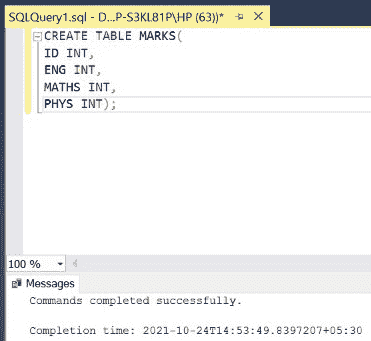 SQLQuery1.sql - D...P-S3KL81P\HP (63))*
CREATE TABLE MARKS(
ID INT,
ENG INT,
MATHS INT,
PHYS INT);
100 %
Messages
Commands completed successfully.
Completion time: 2021-10-24T14:53:49.8397207+05:30